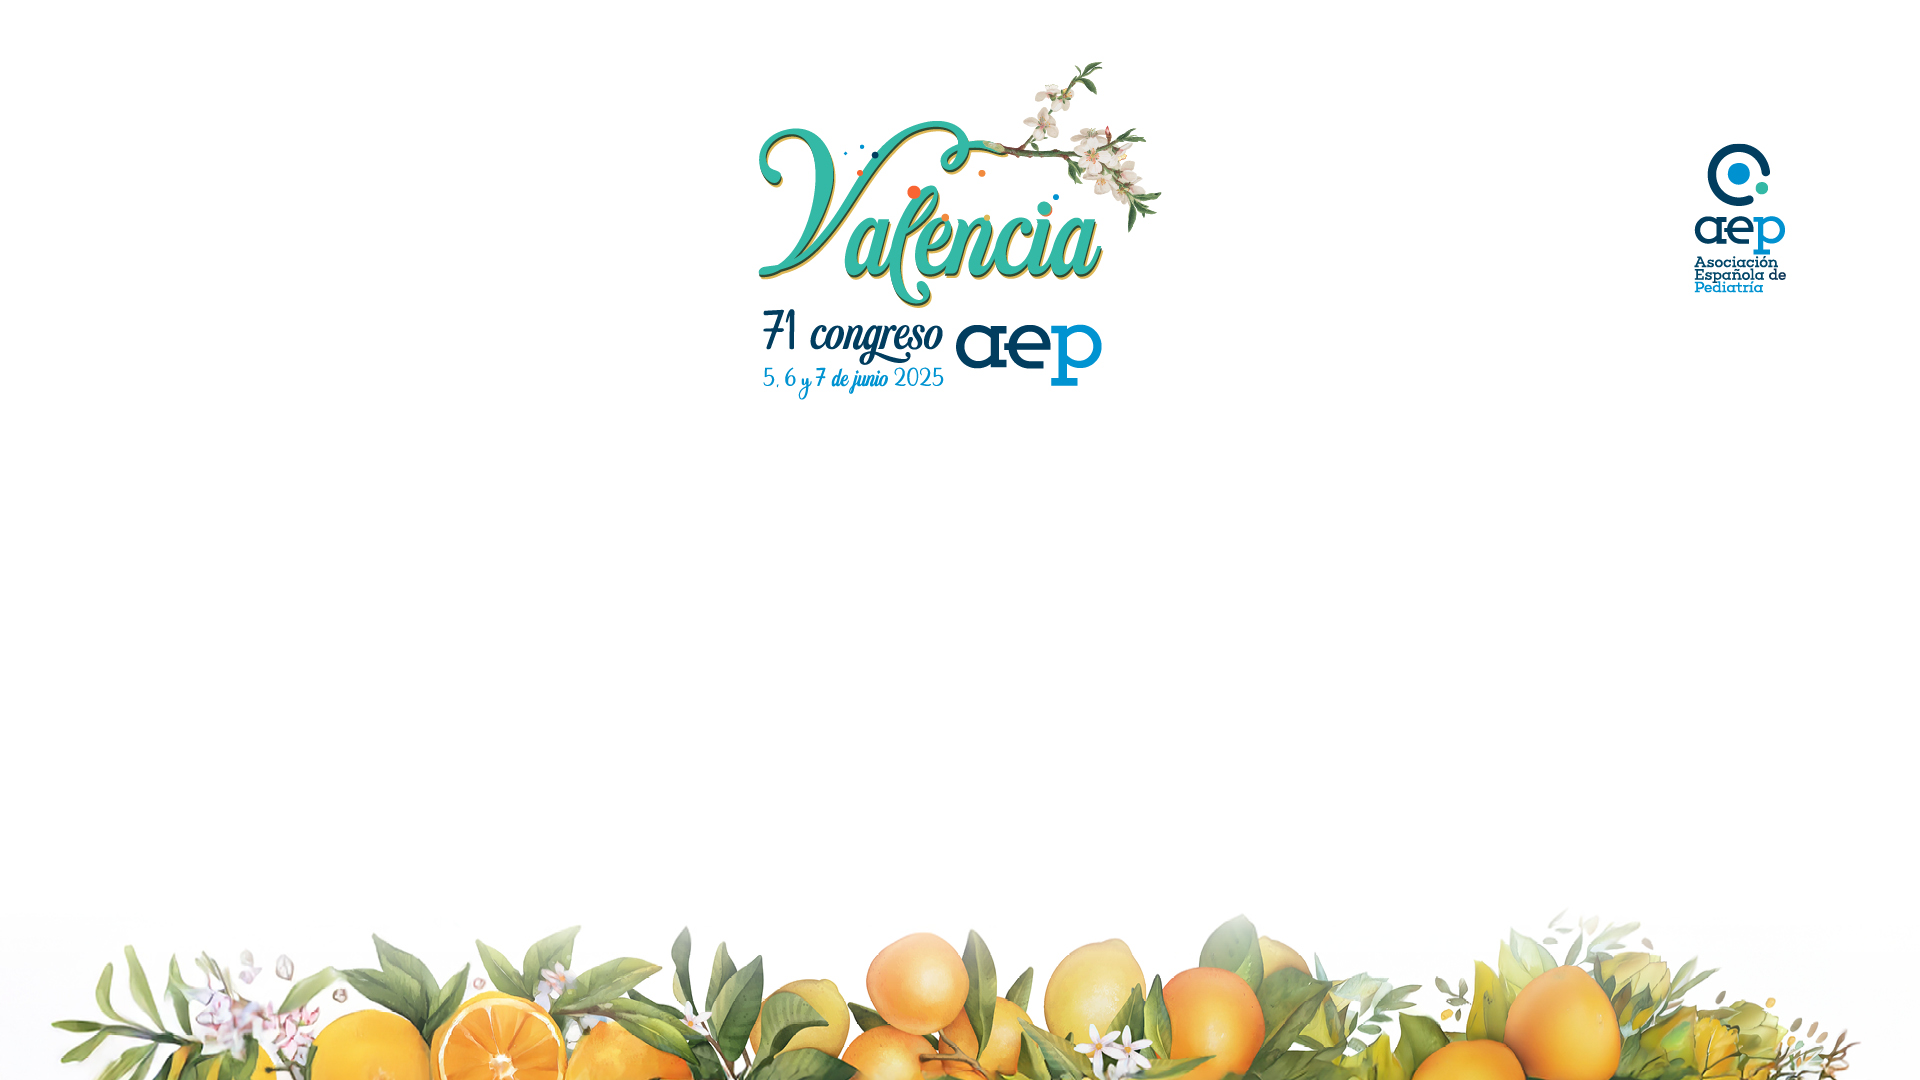 Valencia
71 congreso aep
5, 6 y 7 de junio 2025
aep
Asociación
Española de
Pediatría